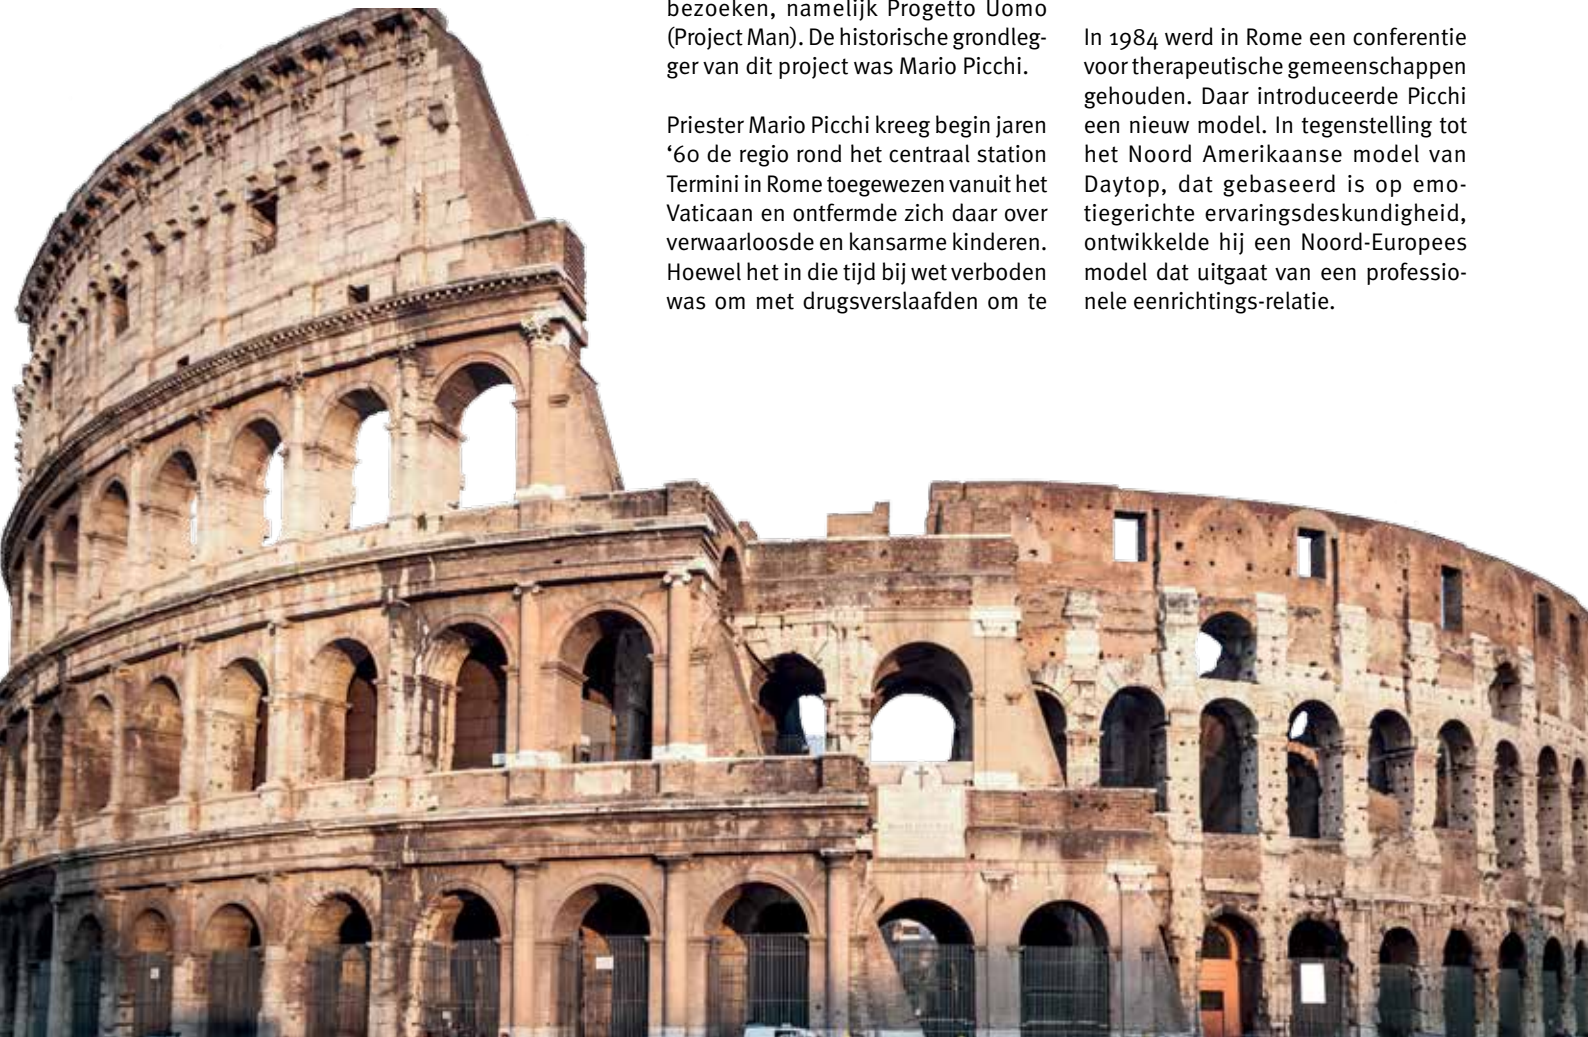 bezoeken, namelijk Progetto Uomo
(Project Man). De historische grondleg-
ger van dit project was Mario Picchi.
Priester Mario Picchi kreeg begin jaren
‘60 de regio rond het centraal station
Termini in Rome toegewezen vanuit het
Vaticaan en ontfermde zich daar over
verwaarloosde en kansarme kinderen.
Hoewel het in die tijd bij wet verboden
was om met drugsverslaafden om te
In 1984 werd in Rome een conferentie
voor therapeutische gemeenschappen
gehouden. Daar introduceerde Picchi
een nieuw model. In tegenstelling tot
het Noord Amerikaanse model van
Daytop, dat gebaseerd is op emo-
tiegerichte ervaringsdeskundigheid,
ontwikkelde hij een Noord-Europees
model dat uitgaat van een professio-
nele eenrichtings-relatie.